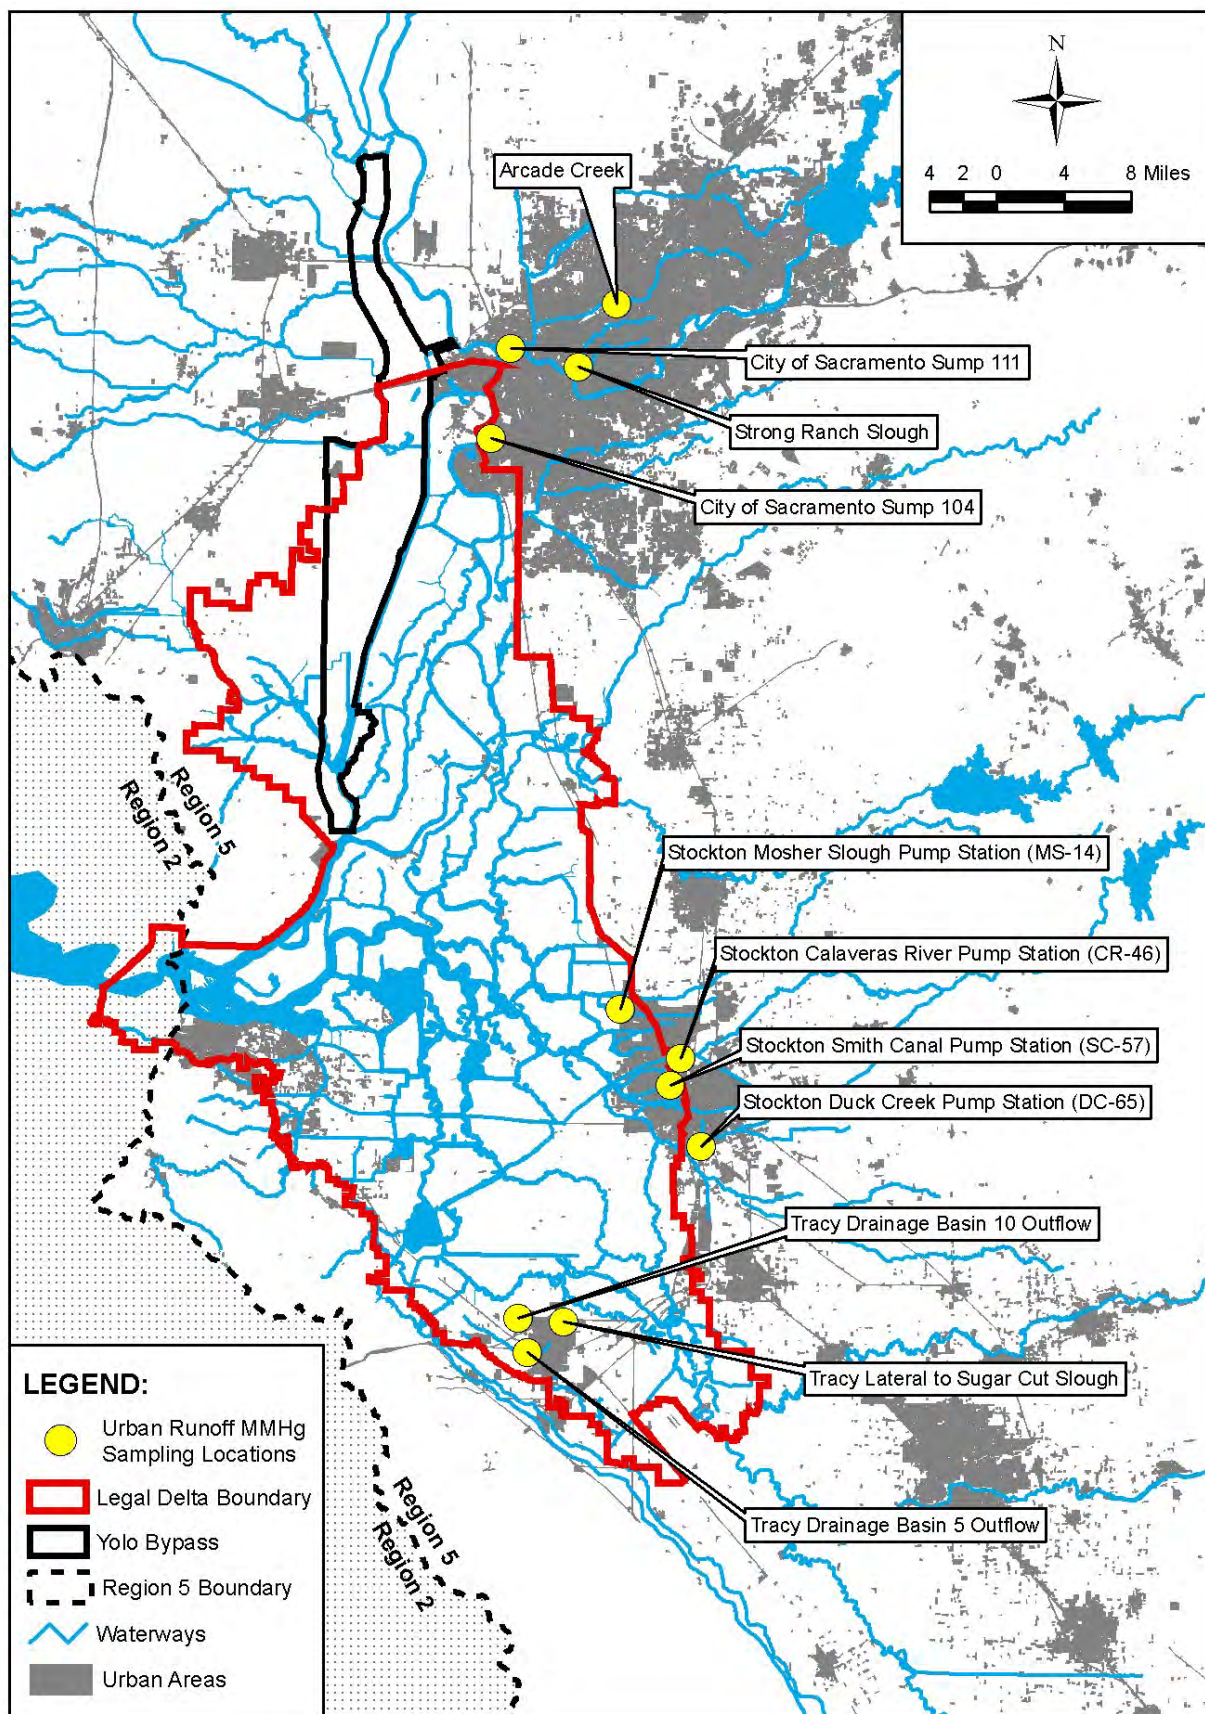 N
4 2 0 4 8 Miles
Arcade Creek
City of Sacramento Sump 111
Strong Ranch Slough
City of Sacramento Sump 104
Region 5
Region 2
Stockton Mosher Slough Pump Station (MS-14)
Stockton Calaveras River Pump Station (CR-46)
Stockton Smith Canal Pump Station (SC-57)
Stockton Duck Creek Pump Station (DC-65)
Tracy Drainage Basin 10 Outflow
Tracy Lateral to Sugar Cut Slough
Tracy Drainage Basin 5 Outflow
Region 5
Region 2
LEGEND:
Urban Runoff MMHg
Sampling Locations
Legal Delta Boundary
Yolo Bypass
Region 5 Boundary
Waterways
Urban Areas